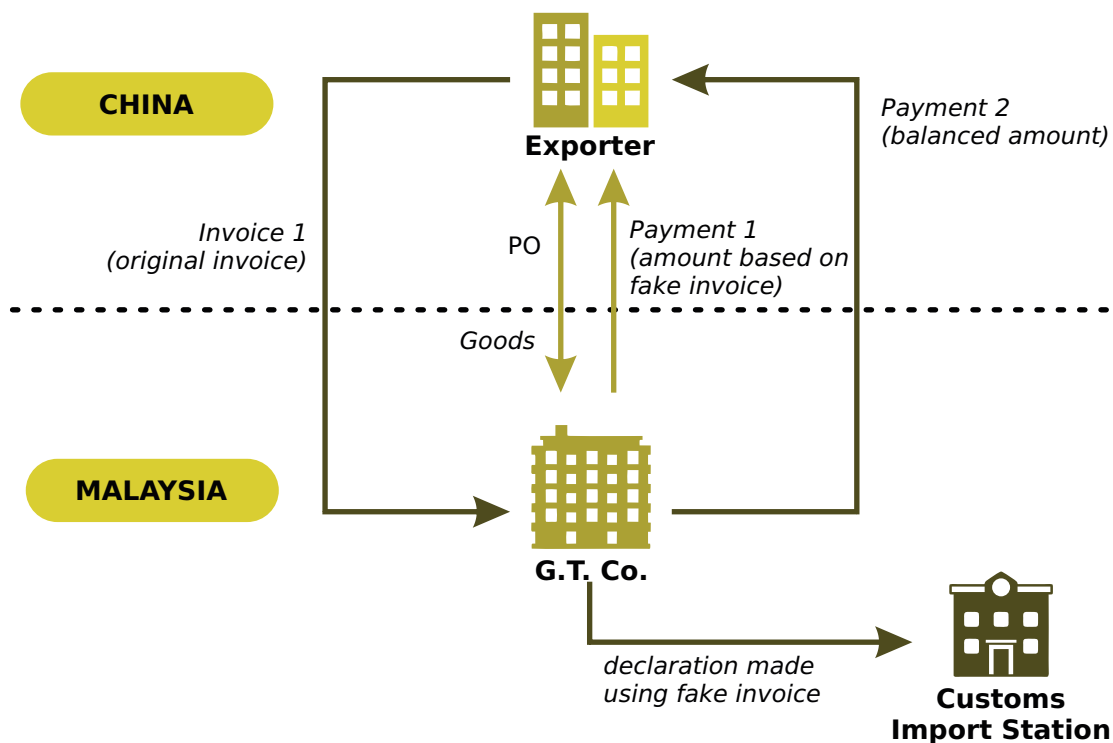 CHINA
Exporter
Payment 2
(balanced amount)
Invoice 1
(original invoice)
PO
Payment 1
(amount based on
fake invoice)
Goods
MALAYSIA
G.T. Co.
declaration made
using fake invoice
Customs
Import Station